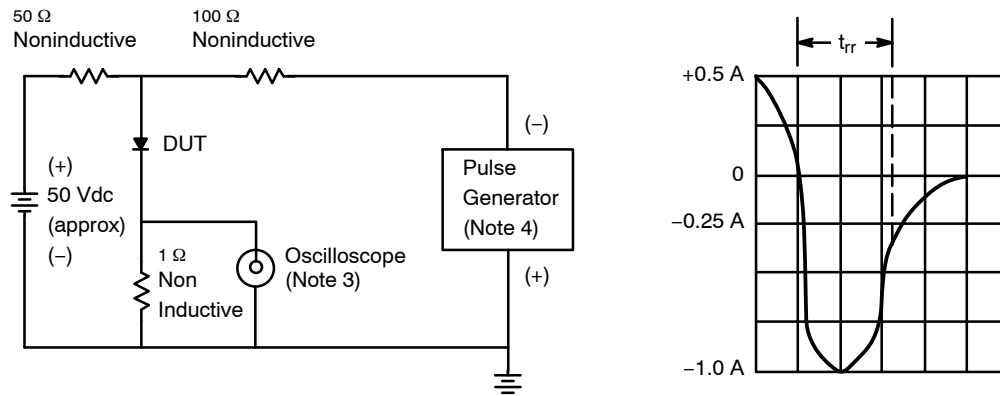 50 Ω
Noninductive
100 Ω
Noninductive
DUT
(+)
50 Vdc
(approx)
(−)
1 Ω
Non
Inductive
Oscilloscope
(Note 3)
(−)
Pulse
Generator
(Note 4)
(+)
trr
+0.5 A
0
−0.25 A
−1.0 A